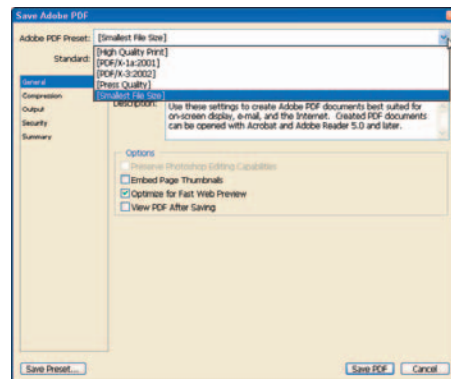 Save Adobe PDF
Adobe PDF Preset: [Smallest File Size]
[High Quality Print]
Standard:
[PDF/X-1a:2001]
[PDF/X-3:2002]
[Press Quality]
[Smallest File Size]
General
Compression
Output
Security
Summary
Description:
Use these settings to create Adobe PDF documents best suited for
on-screen display, e-mail, and the Internet. Created PDF documents
can be opened with Acrobat and Adobe Reader 5.0 and later.
Options
Preserve Photoshop Editing Capabilities
Embed Page Thumbnails
Optimize for Fast Web Preview
View PDF After Saving
Save Preset...
Save PDF
Cancel